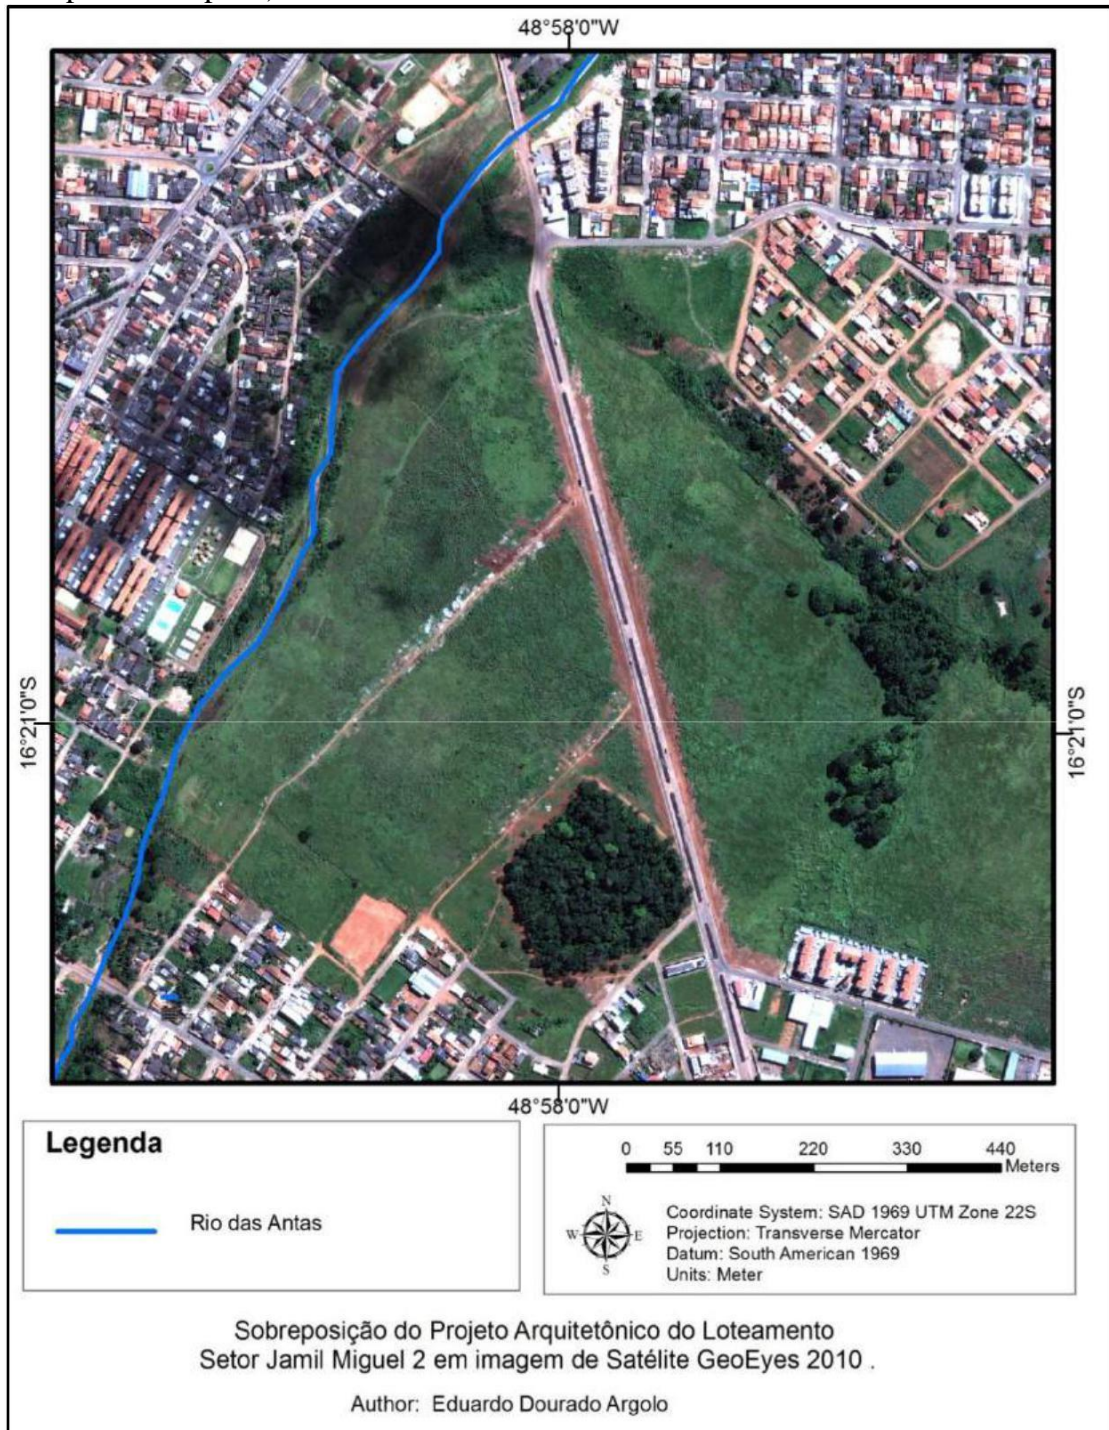 48°58'0"W
16°21'0"S
16°21'0"S
48°58'0"W
Legenda
Rio das Antas
0 55 110 220 330 440
Meters
N
W E
S
Coordinate System: SAD 1969 UTM Zone 22S
Projection: Transverse Mercator
Datum: South American 1969
Units: Meter
Sobreposição do Projeto Arquitetônico do Loteamento
Setor Jamil Miguel 2 em imagem de Satélite GeoEyes 2010 .
Author: Eduardo Dourado Argolo